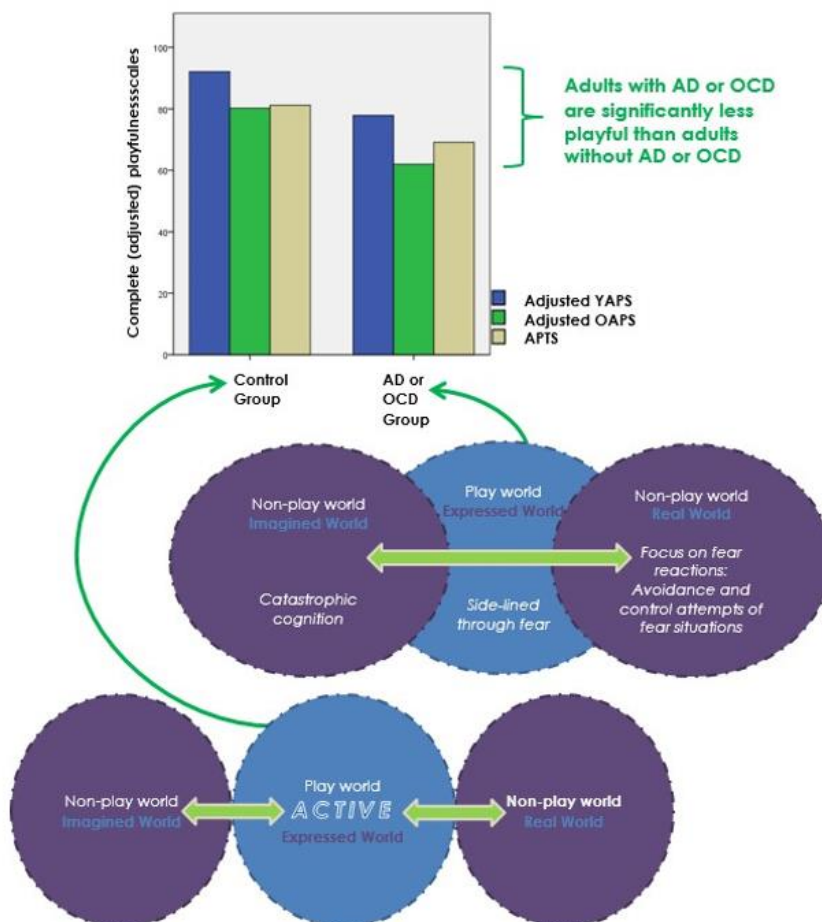 Complete (adjusted) playfulnessscales
100
80
60
40
20
0
Adults with AD or OCD
are significantly less
playful than adults
without AD or OCD
Adjusted YAPS
Adjusted OAPS
APTS
Control
Group
AD or
OCD
Group
Non-play world
Imagined World
Catastrophic
cognition
Play world
Expressed World
Side-lined
through fear
Non-play world
Real World
Focus on fear
reactions:
Avoidance and
control attempts of
fear situations
Non-play world
Imagined World
Play world
ACTIVE
Expressed World
Non-play world
Real World